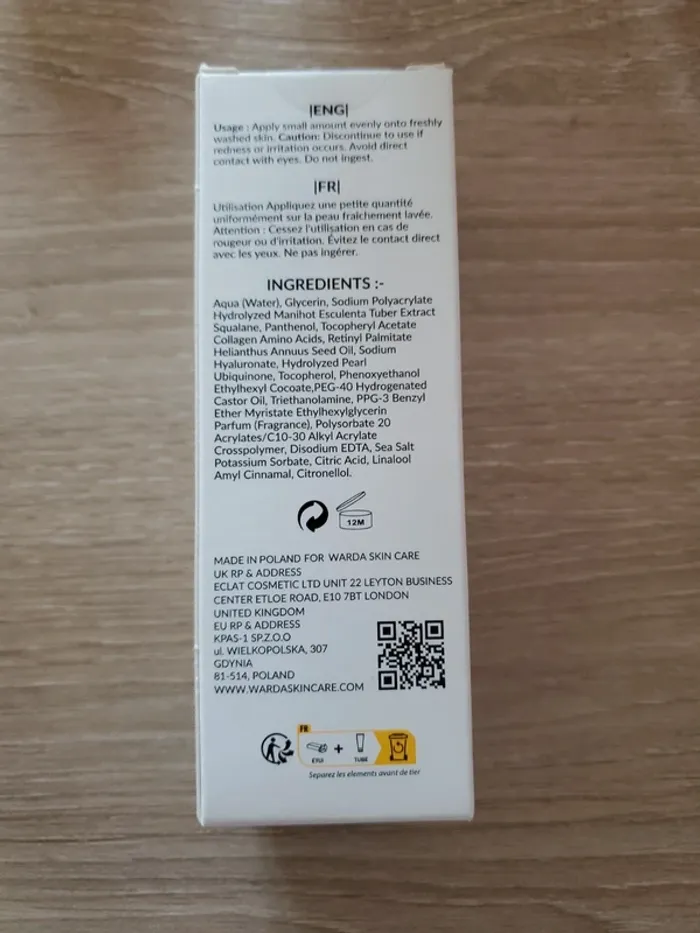 |ENG|
Usage : Apply small amount evenly onto freshly
washed skin. Caution: Discontinue to use if
redness or irritation occurs. Avoid direct
contact with eyes. Do not ingest.
|FR|
Utilisation Appliquez une petite quantité
uniformément sur la peau fraîchement lavée.
Attention : Cessez l'utilisation en cas de
rougeur ou d'irritation. Évitez le contact direct
avec les yeux. Ne pas ingérer.
INGREDIENTS :-
Aqua (Water), Glycerin, Sodium Polyacrylate
Hydrolyzed Manihot Esculenta Tuber Extract
Squalane, Panthenol, Tocopheryl Acetate
Collagen Amino Acids, Retinyl Palmitate
Helianthus Annuus Seed Oil, Sodium
Hyaluronate, Hydrolyzed Pearl
Ubiquinone, Tocopherol, Phenoxyethanol
Ethylhexyl Cocoate,PEG-40 Hydrogenated
Castor Oil, Triethanolamine, PPG-3 Benzyl
Ether Myristate Ethylhexylglycerin
Parfum (Fragrance), Polysorbate 20
Acrylates/C10-30 Alkyl Acrylate
Crosspolymer, Disodium EDTA, Sea Salt
Potassium Sorbate, Citric Acid, Linalool
Amyl Cinnamal, Citronellol.
12M
MADE IN POLAND FOR WARDA SKIN CARE
UK RP & ADDRESS
ECLAT COSMETIC LTD UNIT 22 LEYTON BUSINESS
CENTER ETLOE ROAD, E10 7BT LONDON
UNITED KINGDOM
EU RP & ADDRESS
KPAS-1 SP.Z.O.O
ul. WIELKOPOLSKA, 307
GDYNIA
81-514, POLAND
WWW.WARDASKINCARE.COM
FR
ETUI + TUBE
Separez les elements avant de tier